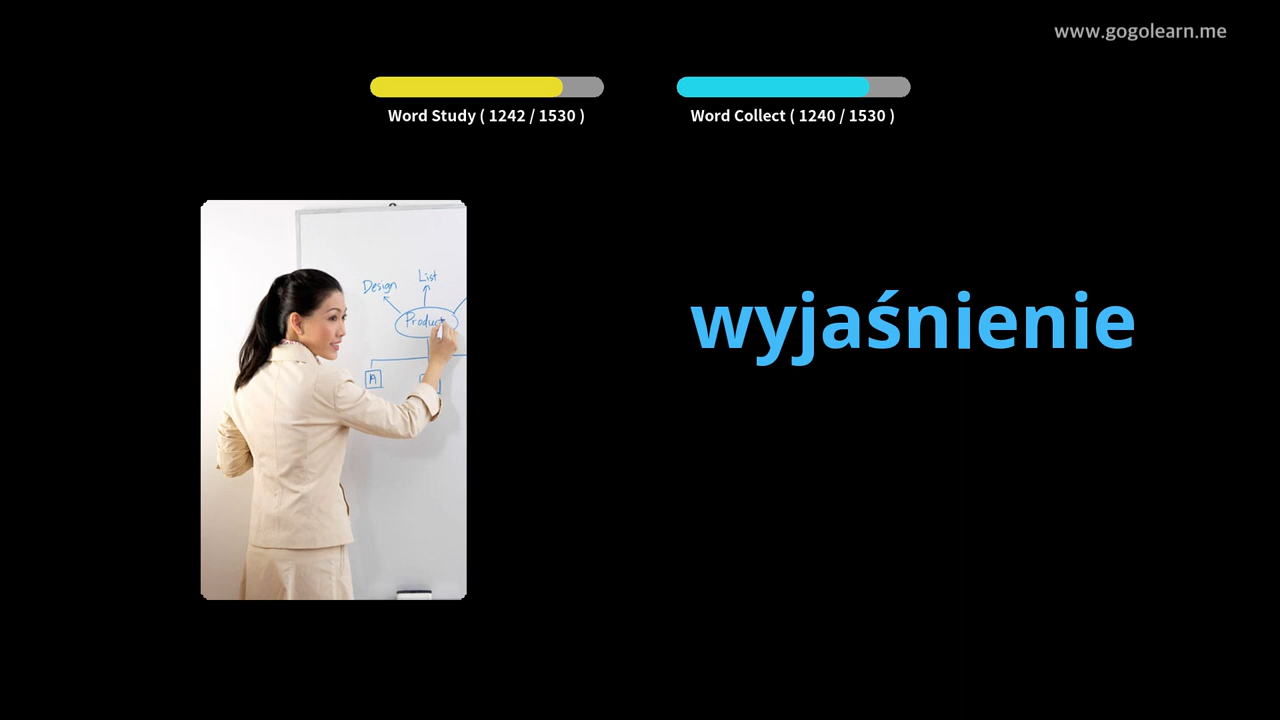 www.gogolearn.me
Word Study ( 1242 / 1530 )
Word Collect ( 1240 / 1530 )
List
Design
Product
A
wyjaśnienie